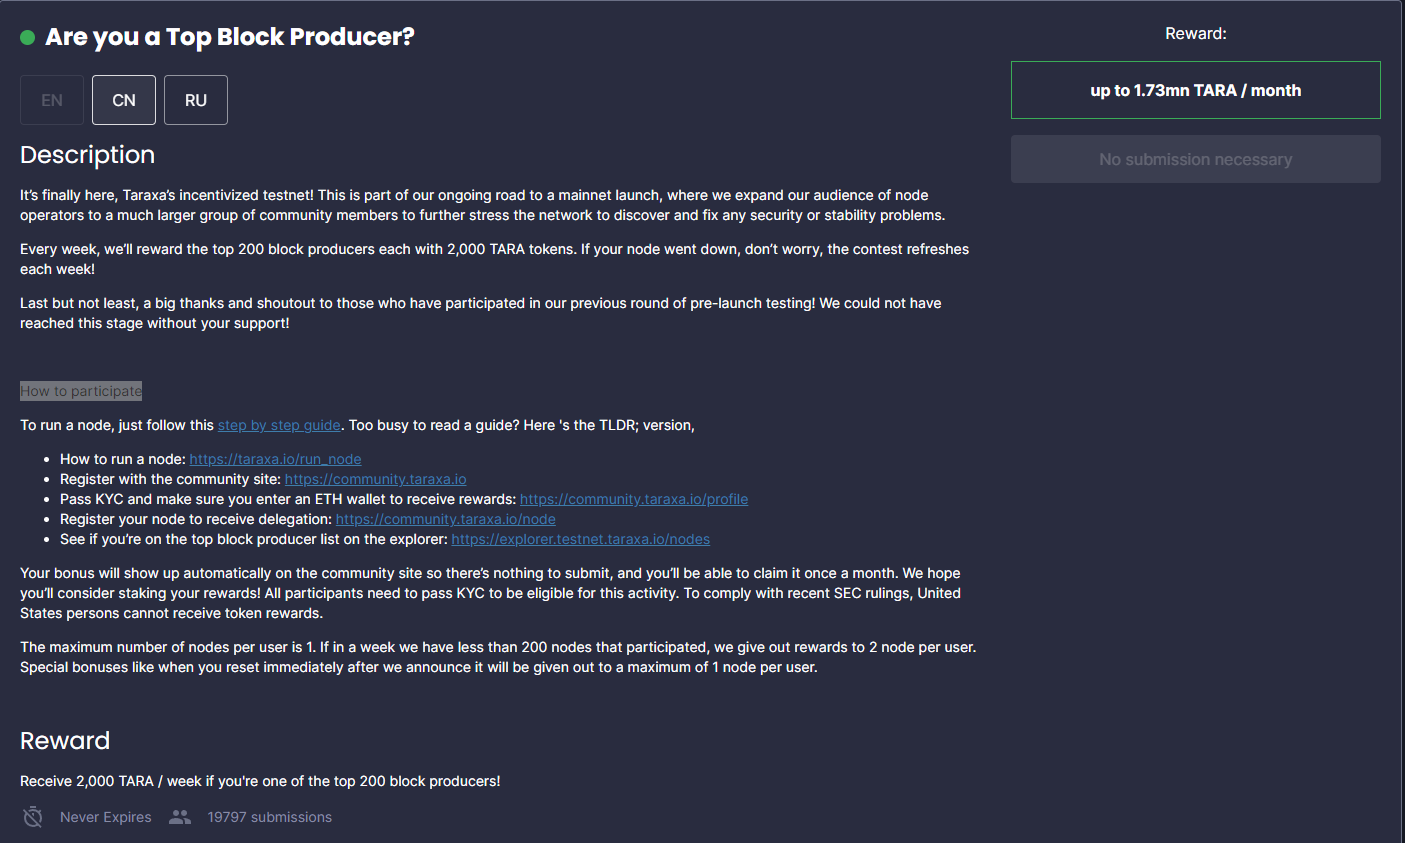 Are you a Top Block Producer?
Reward:
EN
CN
RU
up to 1.73mn TARA / month
No submission necessary
Description
It's finally here, Taraxa's incentivized testnet! This is part of our ongoing road to a mainnet launch, where we expand our audience of node
operators to a much larger group of community members to further stress the network to discover and fix any security or stability problems.
Every week, we'll reward the top 200 block producers each with 2,000 TARA tokens. If your node went down, don't worry, the contest refreshes
each week!
Last but not least, a big thanks and shoutout to those who have participated in our previous round of pre-launch testing! We could not have
reached this stage without your support!
How to participate
To run a node, just follow this step by step guide. Too busy to read a guide? Here 's the TLDR; version,
• How to run a node: https://taraxa.io/run_node
• Register with the community site: https://community.taraxa.io
• Pass KYC and make sure you enter an ETH wallet to receive rewards: https://community.taraxa.io/profile
• Register your node to receive delegation: https://community.taraxa.io/node
• See if you're on the top block producer list on the explorer: https://explorer.testnet.taraxa.io/nodes
Your bonus will show up automatically on the community site so there's nothing to submit, and you'll be able to claim it once a month. We hope
you'll consider staking your rewards! All participants need to pass KYC to be eligible for this activity. To comply with recent SEC rulings, United
States persons cannot receive token rewards.
The maximum number of nodes per user is 1. If in a week we have less than 200 nodes that participated, we give out rewards to 2 node per user.
Special bonuses like when you reset immediately after we announce it will be given out to a maximum of 1 node per user.
Reward
Receive 2,000 TARA / week if you're one of the top 200 block producers!
Never Expires
19797 submissions